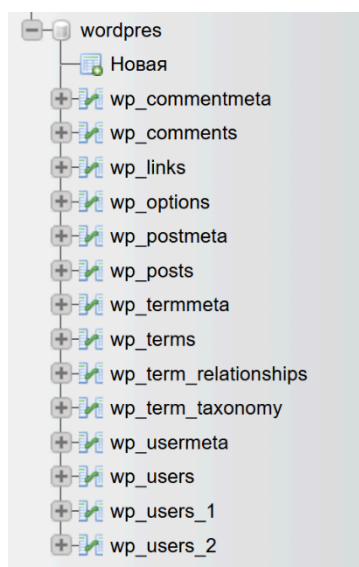 wordpres
Новая
wp_commentmeta
wp_comments
wp_links
wp_options
wp_postmeta
wp_posts
wp_termmeta
wp_terms
wp_term_relationships
wp_term_taxonomy
wp_usermeta
wp_users
wp_users_1
wp_users_2